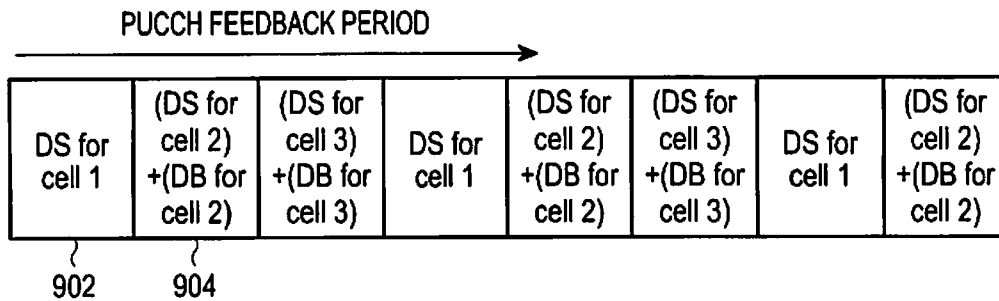 PUCCH FEEDBACK PERIOD
DS for
cell 1
(DS for
cell 2)
+(DB for
cell 2)
(DS for
cell 3)
+(DB for
cell 3)
DS for
cell 1
(DS for
cell 2)
+(DB for
cell 2)
(DS for
cell 3)
+(DB for
cell 3)
DS for
cell 1
(DS for
cell 2)
+(DB for
cell 2)
902
904